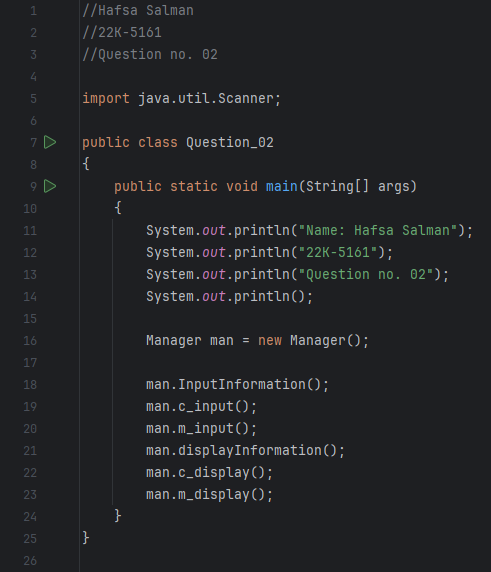 1 //Hafsa Salman
2 //22K-5161
3 //Question no. 02
4
5 import java.util.Scanner;
6
7 public class Question_02
8 {
9     public static void main(String[] args)
10     {
11         System.out.println("Name: Hafsa Salman");
12         System.out.println("22K-5161");
13         System.out.println("Question no. 02");
14         System.out.println();
15
16         Manager man = new Manager();
17
18         man.InputInformation();
19         man.c_input();
20         man.m_input();
21         man.displayInformation();
22         man.c_display();
23         man.m_display();
24     }
25 }
26